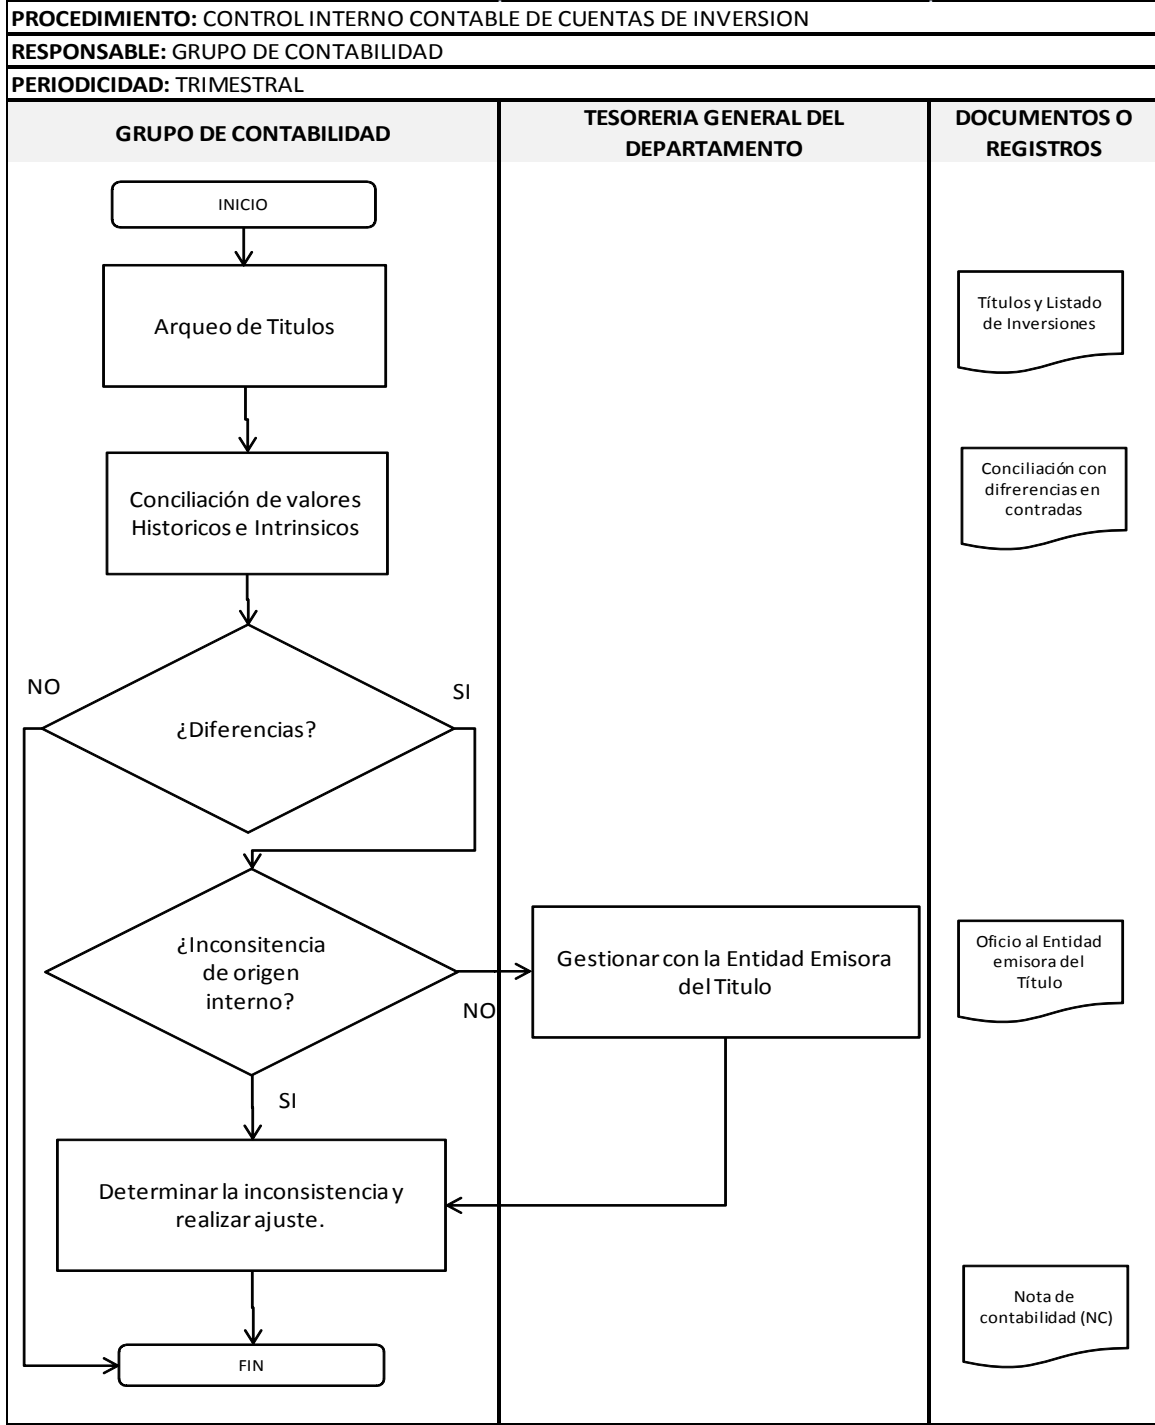 PROCEDIMIENTO: CONTROL INTERNO CONTABLE DE CUENTAS DE INVERSION
RESPONSABLE: GRUPO DE CONTABILIDAD
PERIODICIDAD: TRIMESTRAL
GRUPO DE CONTABILIDAD
TESORERIA GENERAL DEL
DEPARTAMENTO
DOCUMENTOS O
REGISTROS
INICIO
Arqueo de Titulos
Títulos y Listado
de Inversiones
Conciliación de valores
Historicos e Intrinsicos
Conciliación con
difrerencias en
contradas
NO
SI
¿Diferencias?
¿Inconsitencia
de origen
interno?
NO
Gestionar con la Entidad Emisora
del Titulo
Oficio al Entidad
emisora del
Título
SI
Determinar la inconsistencia y
realizar ajuste.
Nota de
contabilidad (NC)
FIN